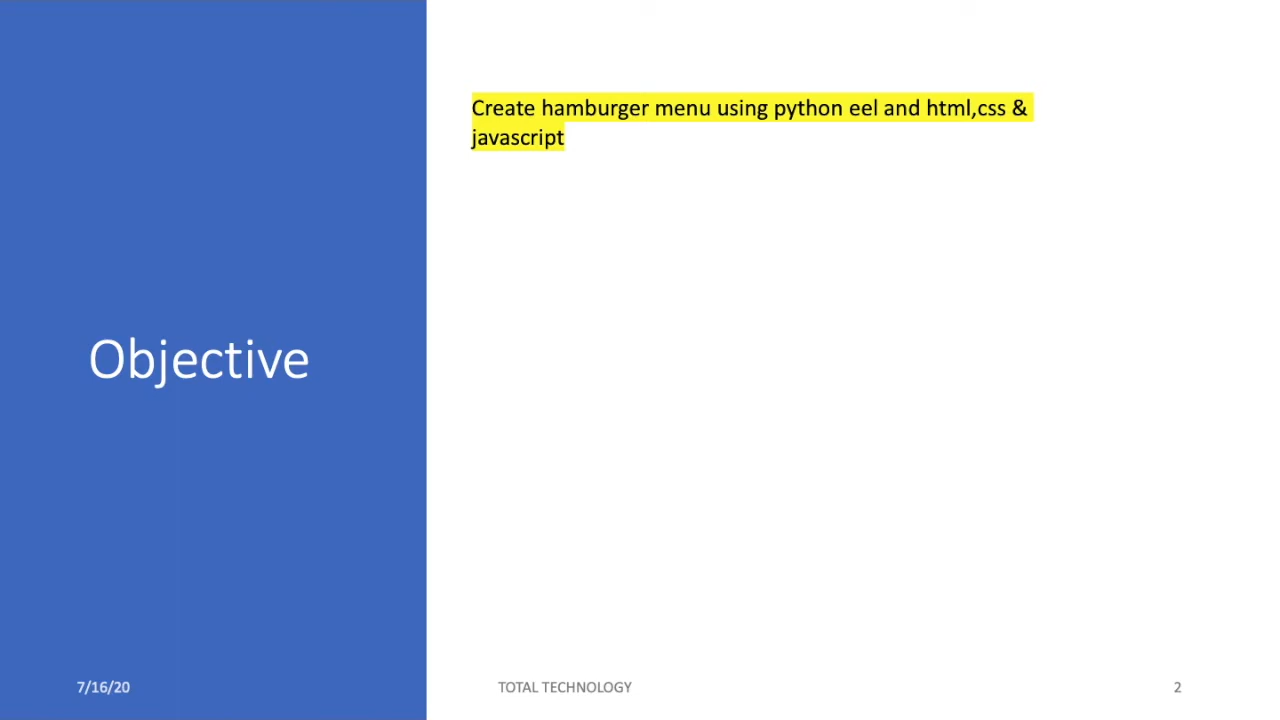 Create hamburger menu using python eel and html,css &
javascript
Objective
7/16/20
TOTAL TECHNOLOGY
2